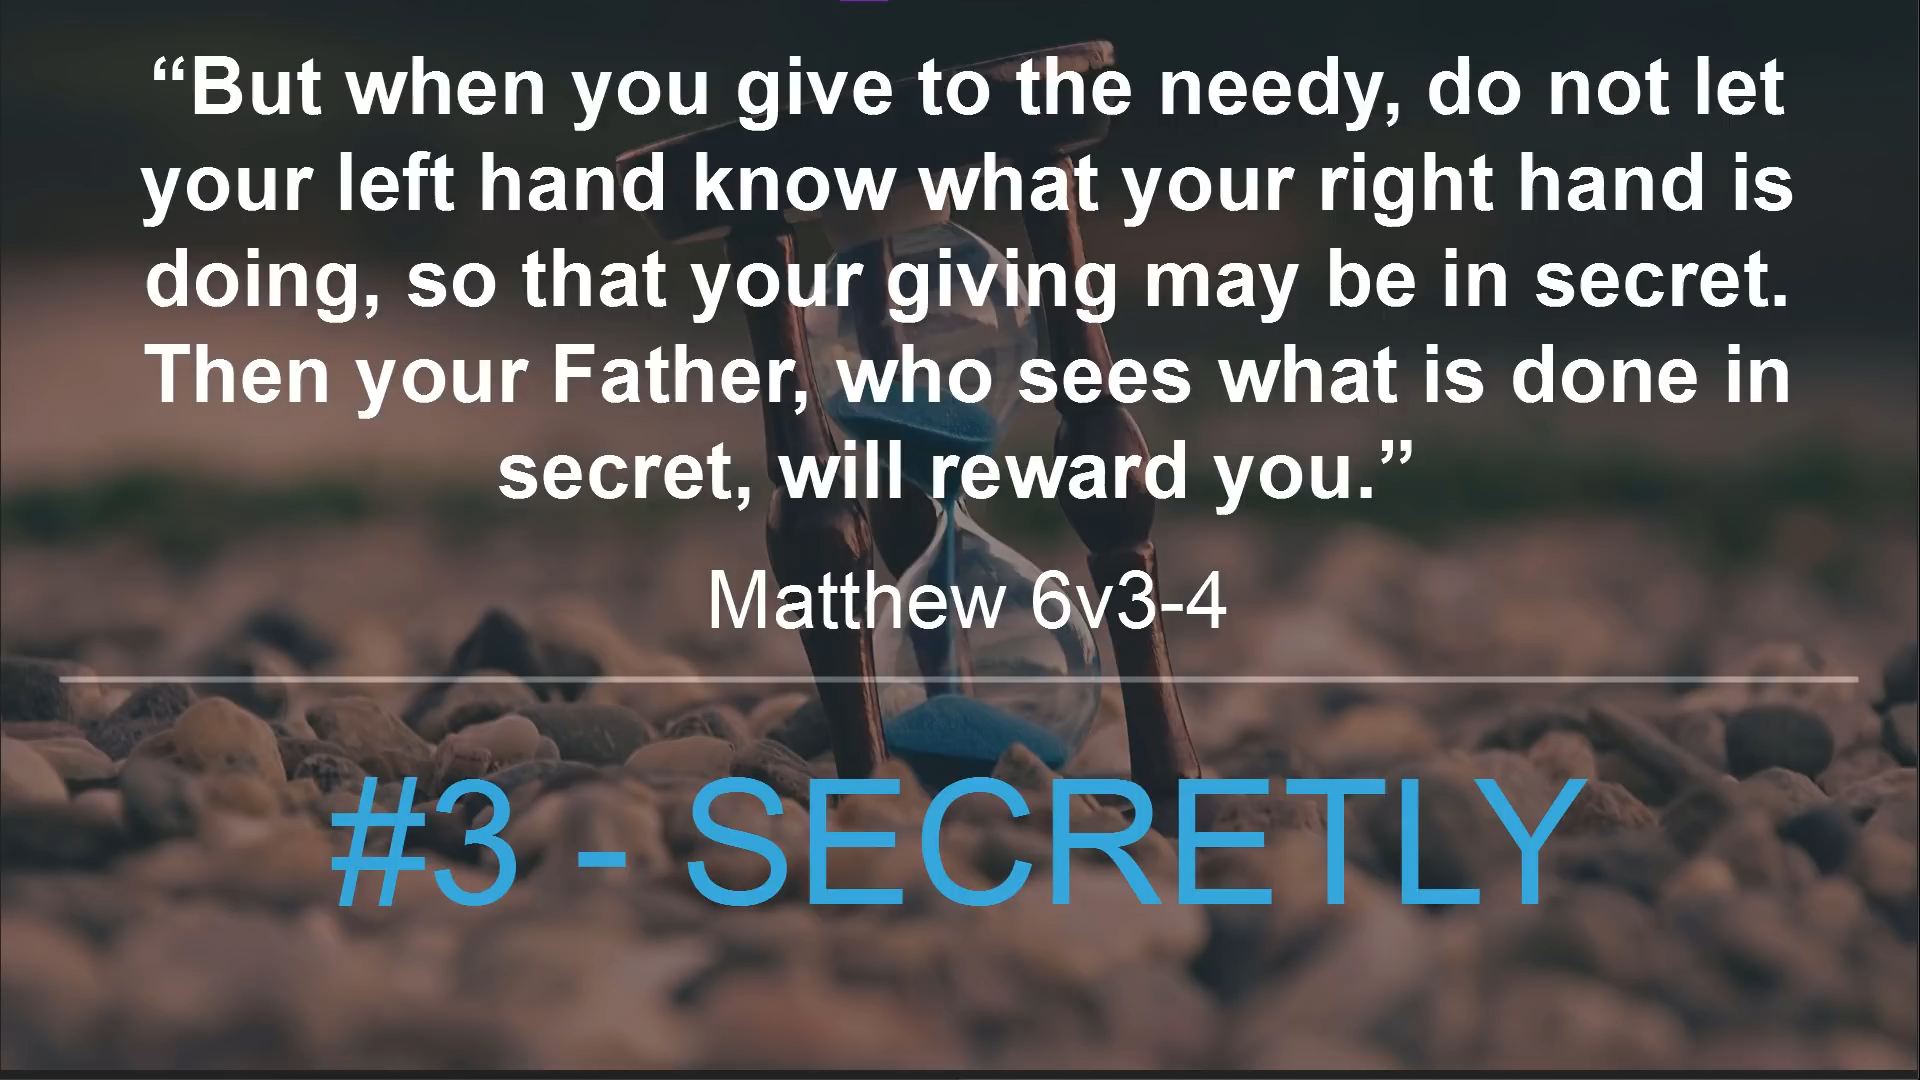 “But when you give to the needy, do not let
your left hand know what your right hand is
doing, so that your giving may be in secret.
Then your Father, who sees what is done in
secret, will reward you.”
Matthew 6v3-4
#3 - SECRETLY